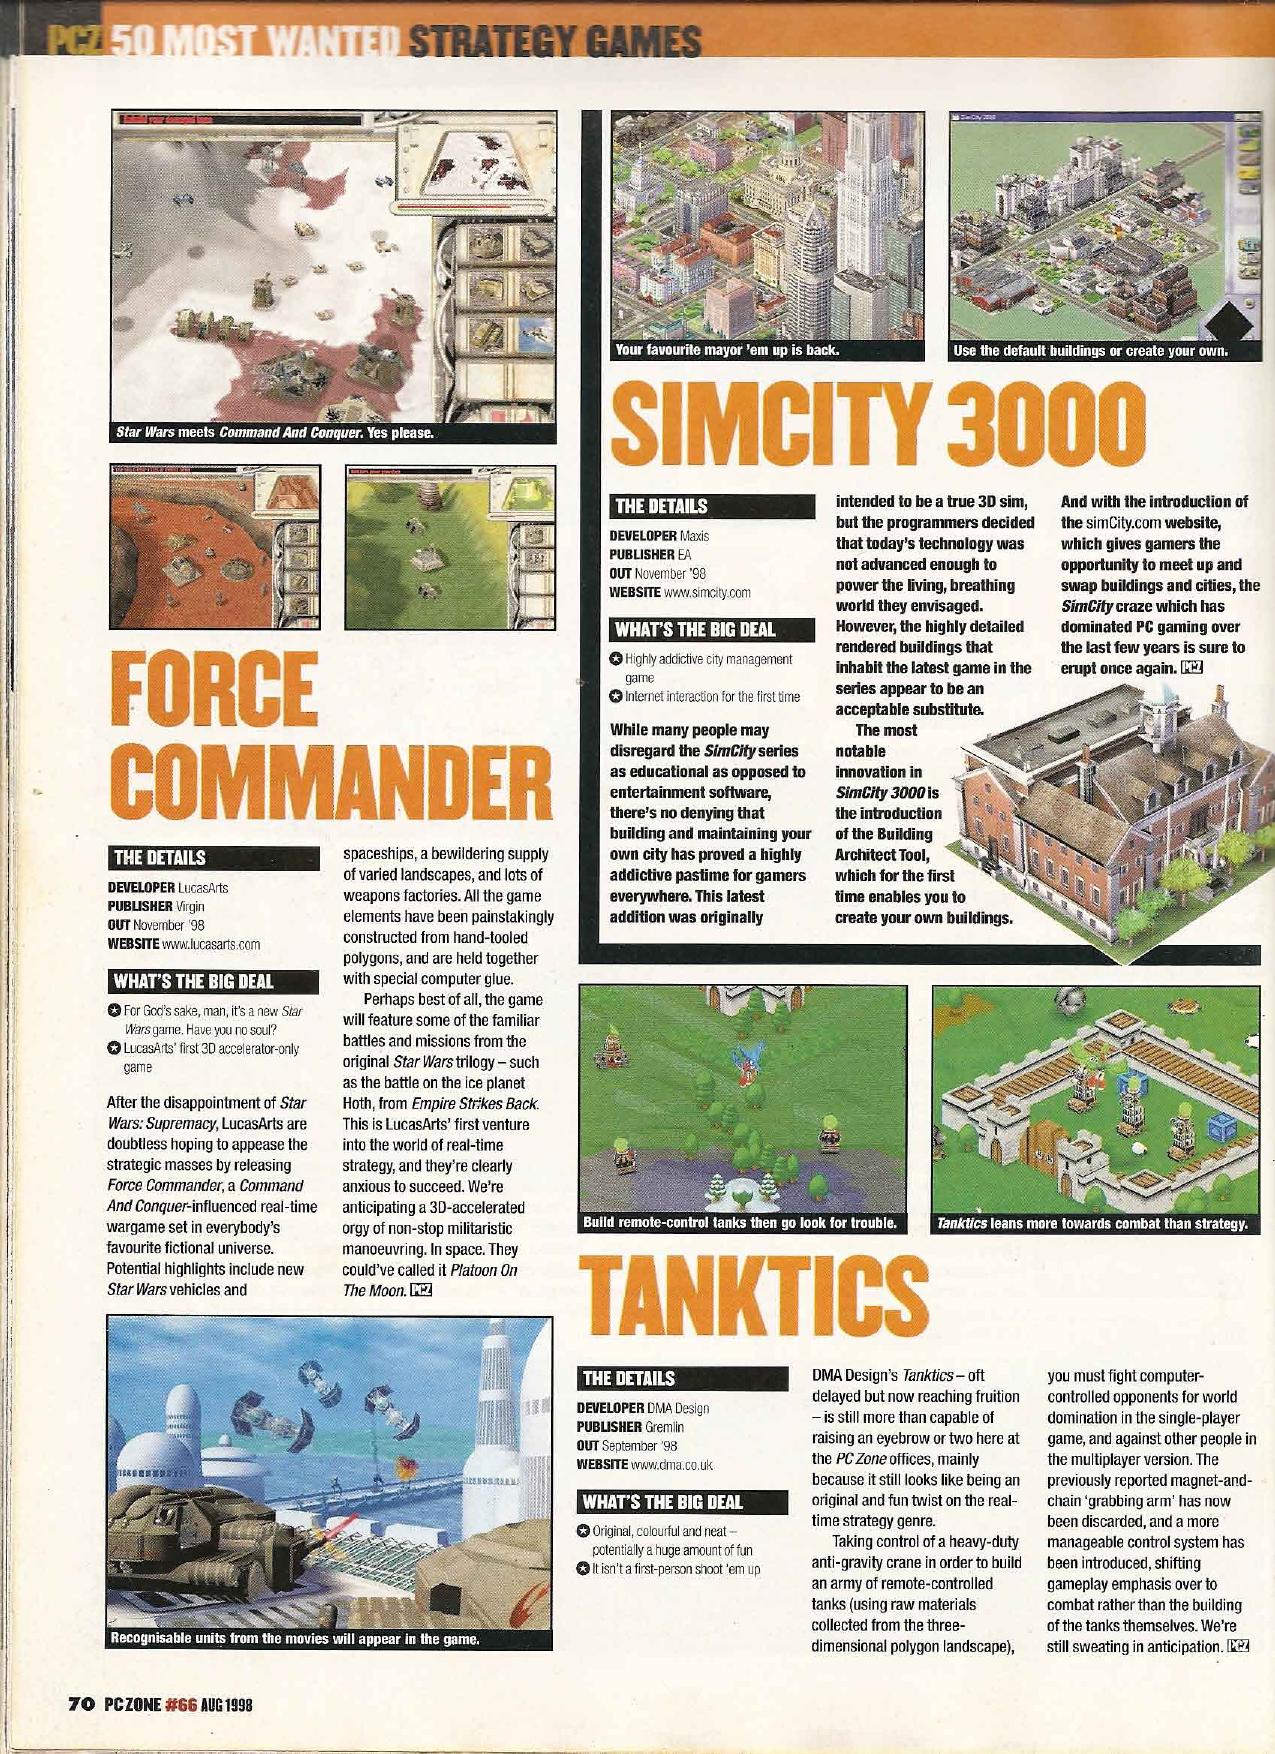 PCZ 50 MOST WANTED STRATEGY GAMES
Star Wars meets Command And Conquer. Yes please.
FORCE
COMMANDER
THE DETAILS
DEVELOPER LucasArts
PUBLISHER Virgin
OUT November '98
WEBSITE www.lucasarts.com
WHAT'S THE BIG DEAL
For God's sake, man, it's a new Star
Wars game. Have you no soul?
LucasArts' first 3D accelerator-only
game
After the disappointment of Star
Wars: Supremacy, LucasArts are
doubtless hoping to appease the
strategic masses by releasing
Force Commander, a Command
And Conquer-influenced real-time
wargame set in everybody's
favourite fictional universe.
Potential highlights include new
Star Wars vehicles and
spaceships, a bewildering supply
of varied landscapes, and lots of
weapons factories. All the game
elements have been painstakingly
constructed from hand-tooled
polygons, and are held together
with special computer glue.
Perhaps best of all, the game
will feature some of the familiar
battles and missions from the
original Star Wars trilogy – such
as the battle on the ice planet
Hoth, from Empire Strikes Back.
This is LucasArts' first venture
into the world of real-time
strategy, and they're clearly
anxious to succeed. We're
anticipating a 3D-accelerated
orgy of non-stop militaristic
manoeuvring. In space. They
could've called it Platoon On
The Moon. PCZ
Recognisable units from the movies will appear in the game.
SimCity 3000
Your favourite mayor 'em up is back.
Use the default buildings or create your own.
SIMCITY 3000
THE DETAILS
DEVELOPER Maxis
PUBLISHER EA
OUT November '98
WEBSITE www.simcity.com
WHAT'S THE BIG DEAL
Highly addictive city management
game
Internet interaction for the first time
While many people may
disregard the SimCity series
as educational as opposed to
entertainment software,
there's no denying that
building and maintaining your
own city has proved a highly
addictive pastime for gamers
everywhere. This latest
addition was originally
intended to be a true 3D sim,
but the programmers decided
that today's technology was
not advanced enough to
power the living, breathing
world they envisaged.
However, the highly detailed
rendered buildings that
inhabit the latest game in the
series appear to be an
acceptable substitute.
The most
notable
innovation in
SimCity 3000 is
the introduction
of the Building
Architect Tool,
which for the first
time enables you to
create your own buildings.
And with the introduction of
the simCity.com website,
which gives gamers the
opportunity to meet up and
swap buildings and cities, the
SimCity craze which has
dominated PC gaming over
the last few years is sure to
erupt once again. PCZ
Build remote-control tanks then go look for trouble.
Tanktics leans more towards combat than strategy.
TANKTICS
THE DETAILS
DEVELOPER DMA Design
PUBLISHER Gremlin
OUT September '98
WEBSITE www.dma.co.uk
WHAT'S THE BIG DEAL
Original, colourful and neat –
potentially a huge amount of fun
It isn't a first-person shoot 'em up
DMA Design's Tanktics – oft
delayed but now reaching fruition
– is still more than capable of
raising an eyebrow or two here at
the PC Zone offices, mainly
because it still looks like being an
original and fun twist on the real-
time strategy genre.
Taking control of a heavy-duty
anti-gravity crane in order to build
an army of remote-controlled
tanks (using raw materials
collected from the three-
dimensional polygon landscape),
you must fight computer-
controlled opponents for world
domination in the single-player
game, and against other people in
the multiplayer version. The
previously reported magnet-and-
chain 'grabbing arm' has now
been discarded, and a more
manageable control system has
been introduced, shifting
gameplay emphasis over to
combat rather than the building
of the tanks themselves. We're
still sweating in anticipation. PCZ
70 PC ZONE #66 AUG 1998